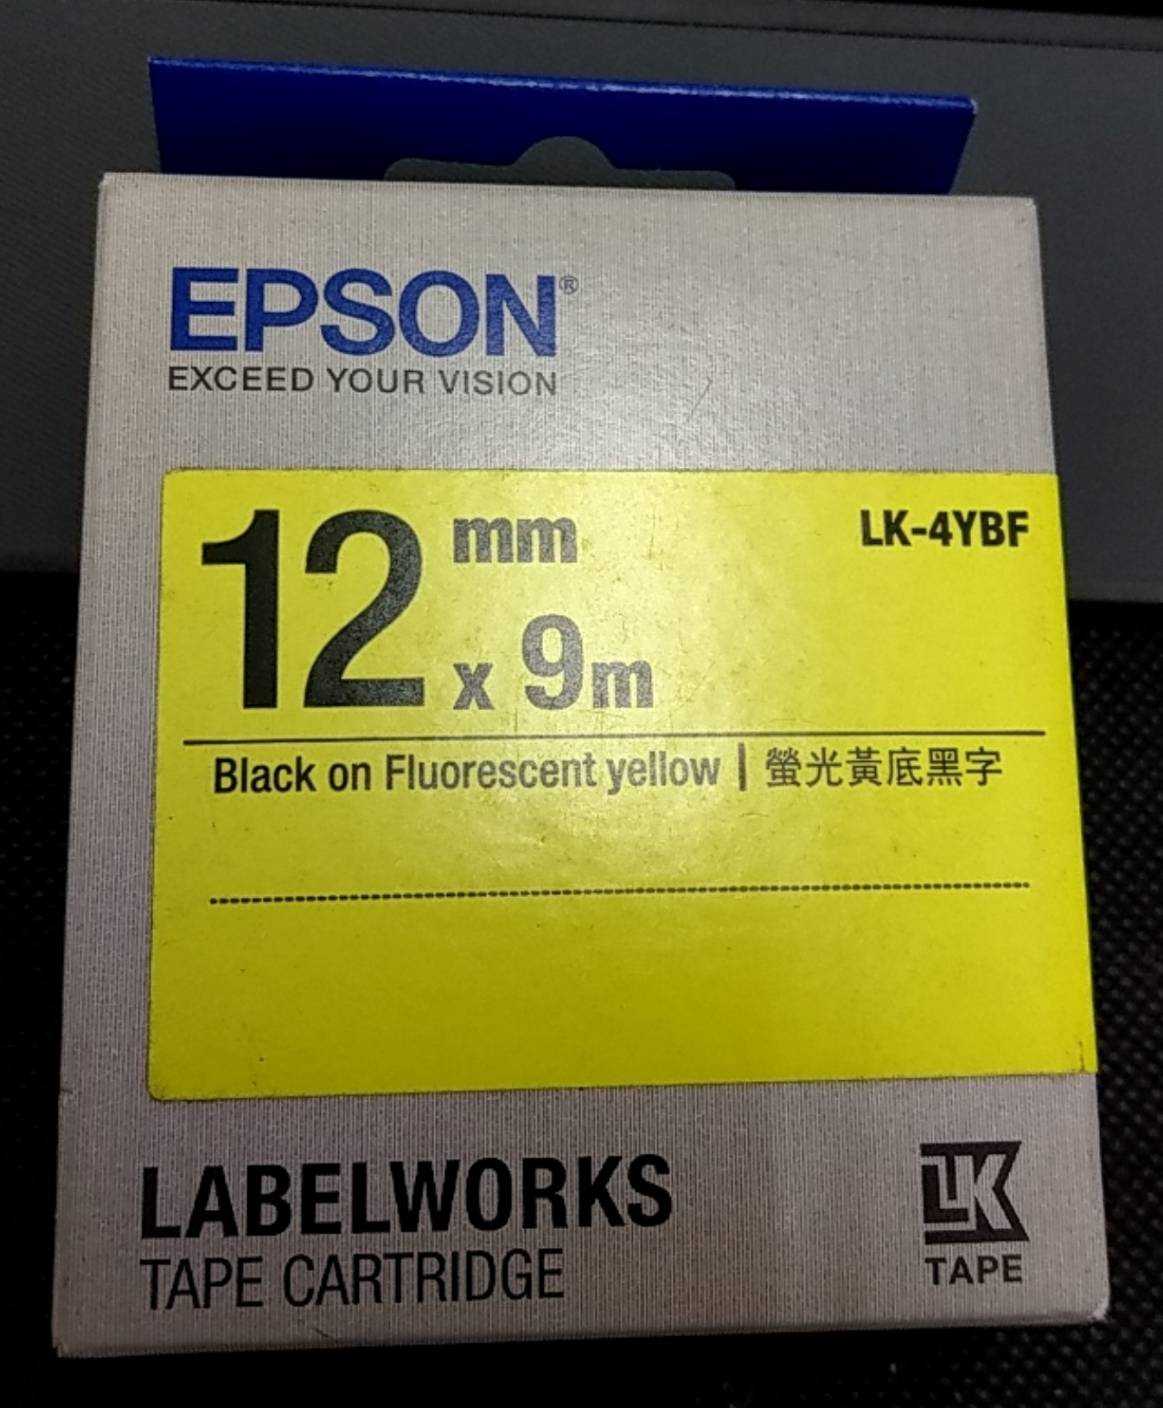 EPSON®
EXCEED YOUR VISION
12 mm x 9m
LK-4YBF
Black on Fluorescent yellow | 螢光黃底黑字
LABELWORKS
TAPE CARTRIDGE
LK
TAPE